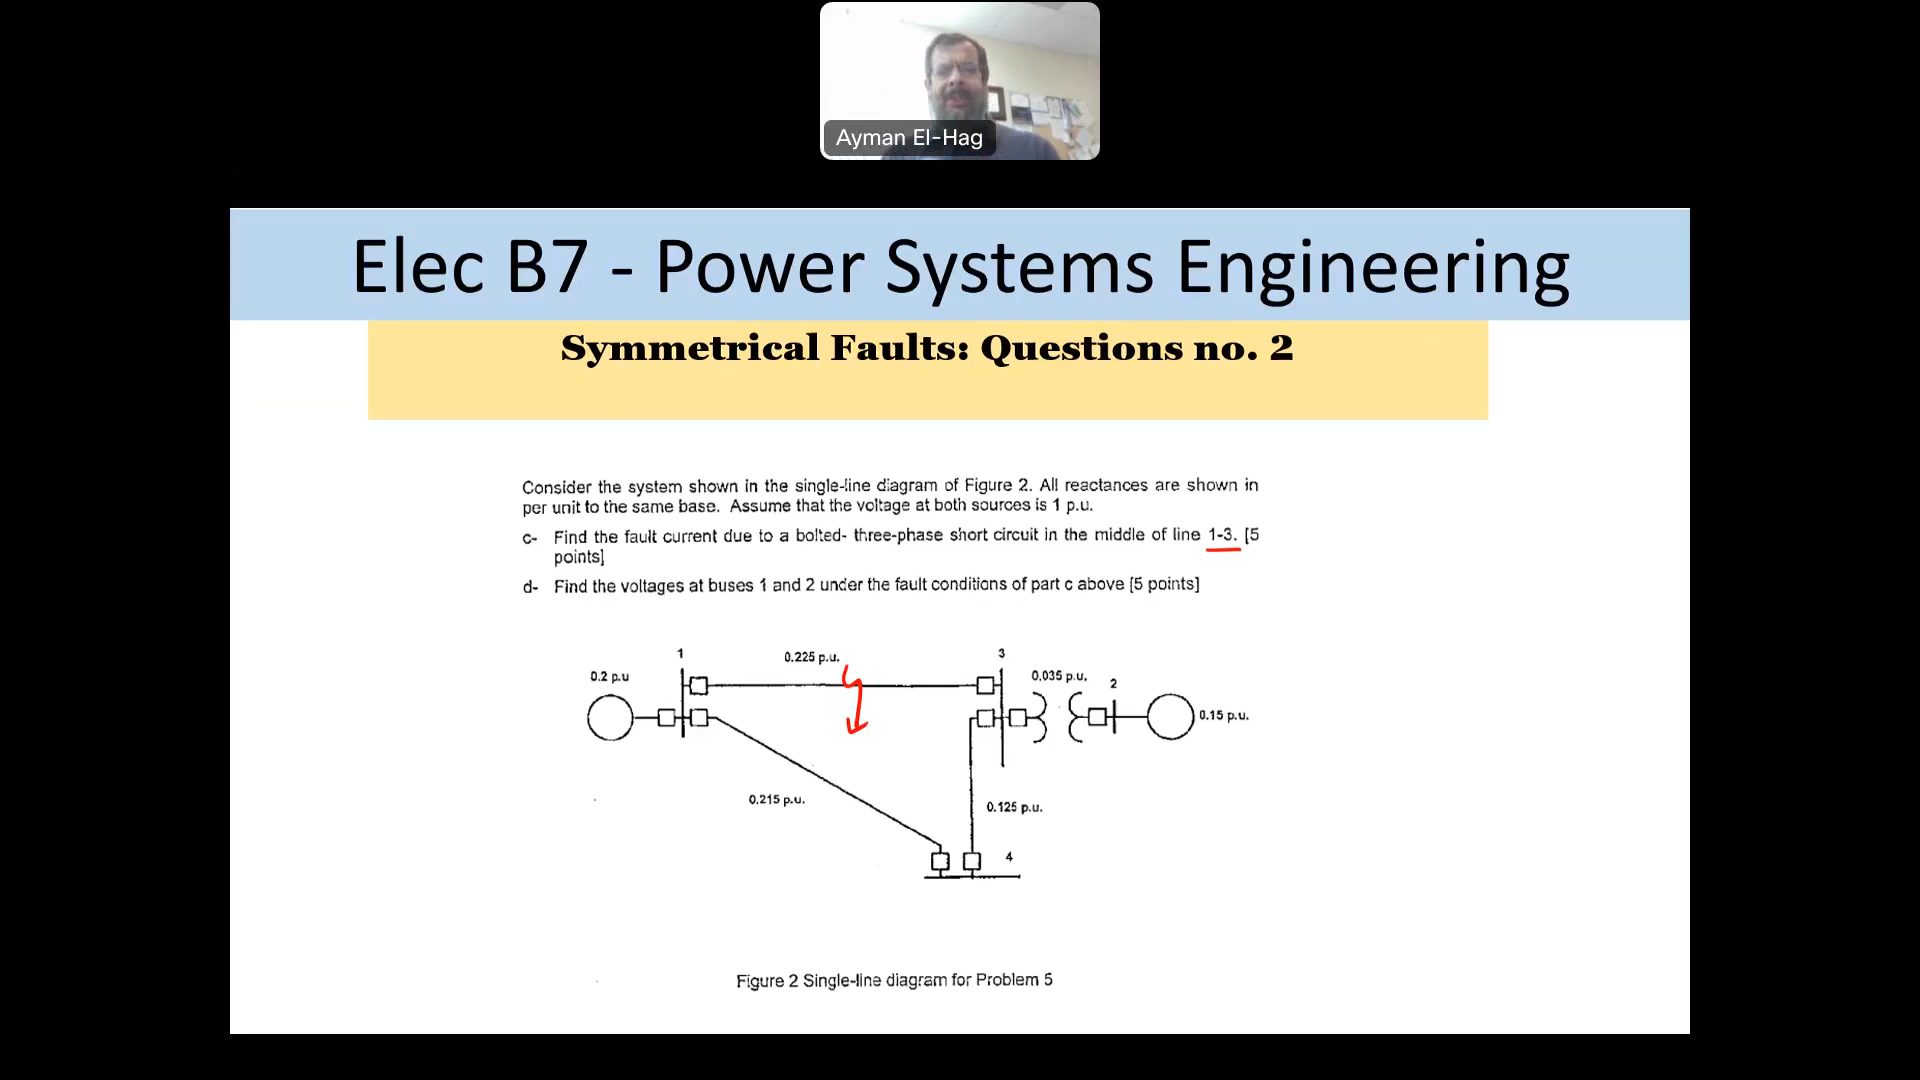 Ayman El-Hag
Elec B7 - Power Systems Engineering
Symmetrical Faults: Questions no. 2
Consider the system shown in the single-line diagram of Figure 2. All reactances are shown in
per unit to the same base. Assume that the voltage at both sources is 1 p.u.
c- Find the fault current due to a bolted- three-phase short circuit in the middle of line 1-3. [5
points]
d- Find the voltages at buses 1 and 2 under the fault conditions of part c above [5 points]
1
0.225 p.u.
3
0.2 p.u
0.035 p.u.
2
0.15 p.u.
0.215 p.u.
0.125 p.u.
4
Figure 2 Single-line diagram for Problem 5